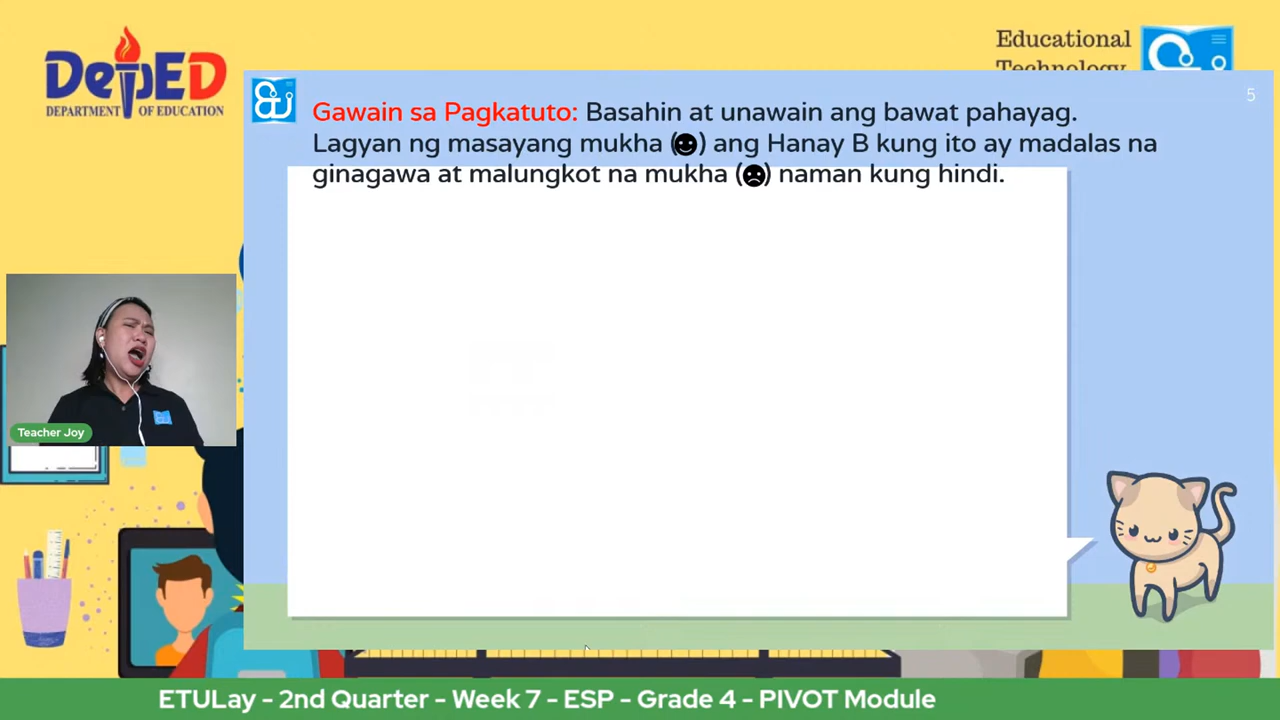 DepED
DEPARTMENT OF EDUCATION
Educational
Technology
5
Gawain sa Pagkatuto: Basahin at unawain ang bawat pahayag.
Lagyan ng masayang mukha (☻) ang Hanay B kung ito ay madalas na
ginagawa at malungkot na mukha (☹) naman kung hindi.
Teacher Joy
ETULay - 2nd Quarter - Week 7 - ESP - Grade 4 - PIVOT Module